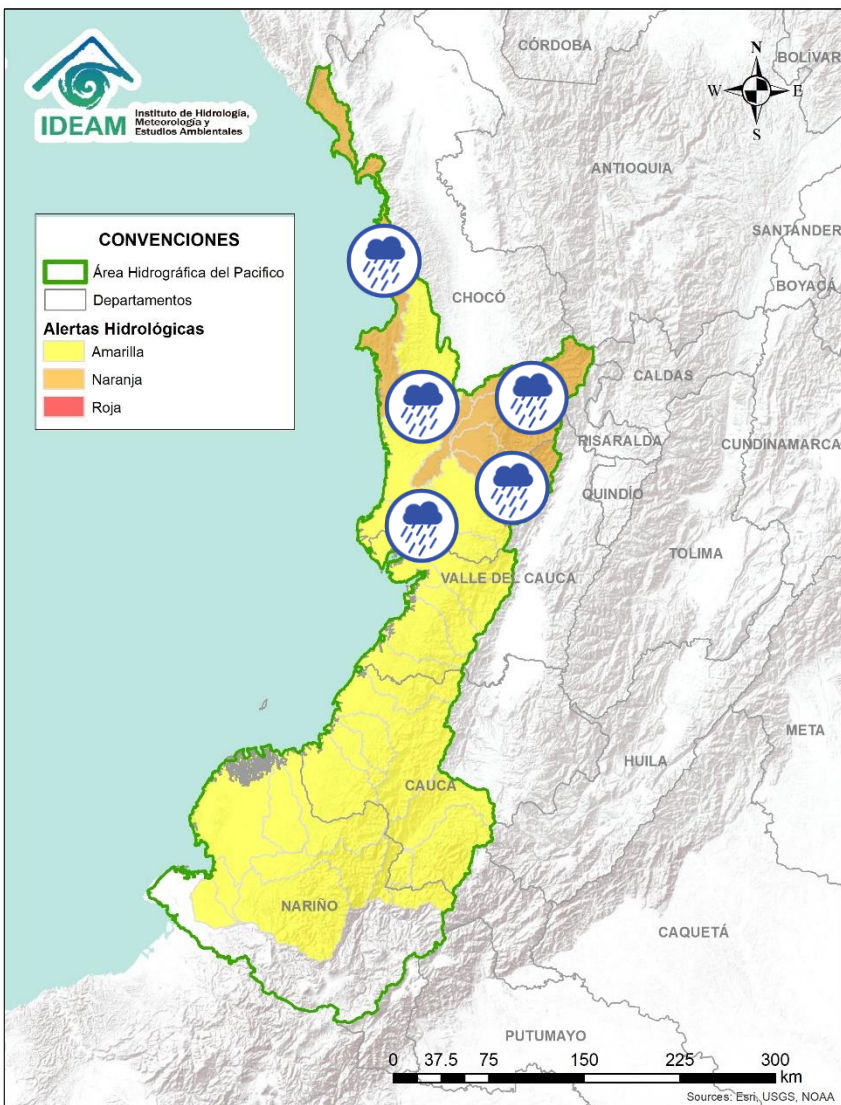 IDEAM
Instituto de Hidrología,
Meteorología y
Estudios Ambientales
CÓRDOBA
BOLÍVAR
N
W
E
S
ANTIOQUIA
SANTANDER
BOYACÁ
CONVENCIONES
Área Hidrográfica del Pacifico
Departamentos
Alertas Hidrológicas
Amarilla
Naranja
Roja
CHOCÓ
CALDAS
RISARALDA
CUNDINAMARCA
QUINDÍO
TOLIMA
VALLE DEL CAUCA
META
HUILA
CAUCA
NARIÑO
CAQUETÁ
PUTUMAYO
0 37.5 75 150 225 300
km
Sources: Esri, USGS, NOAA